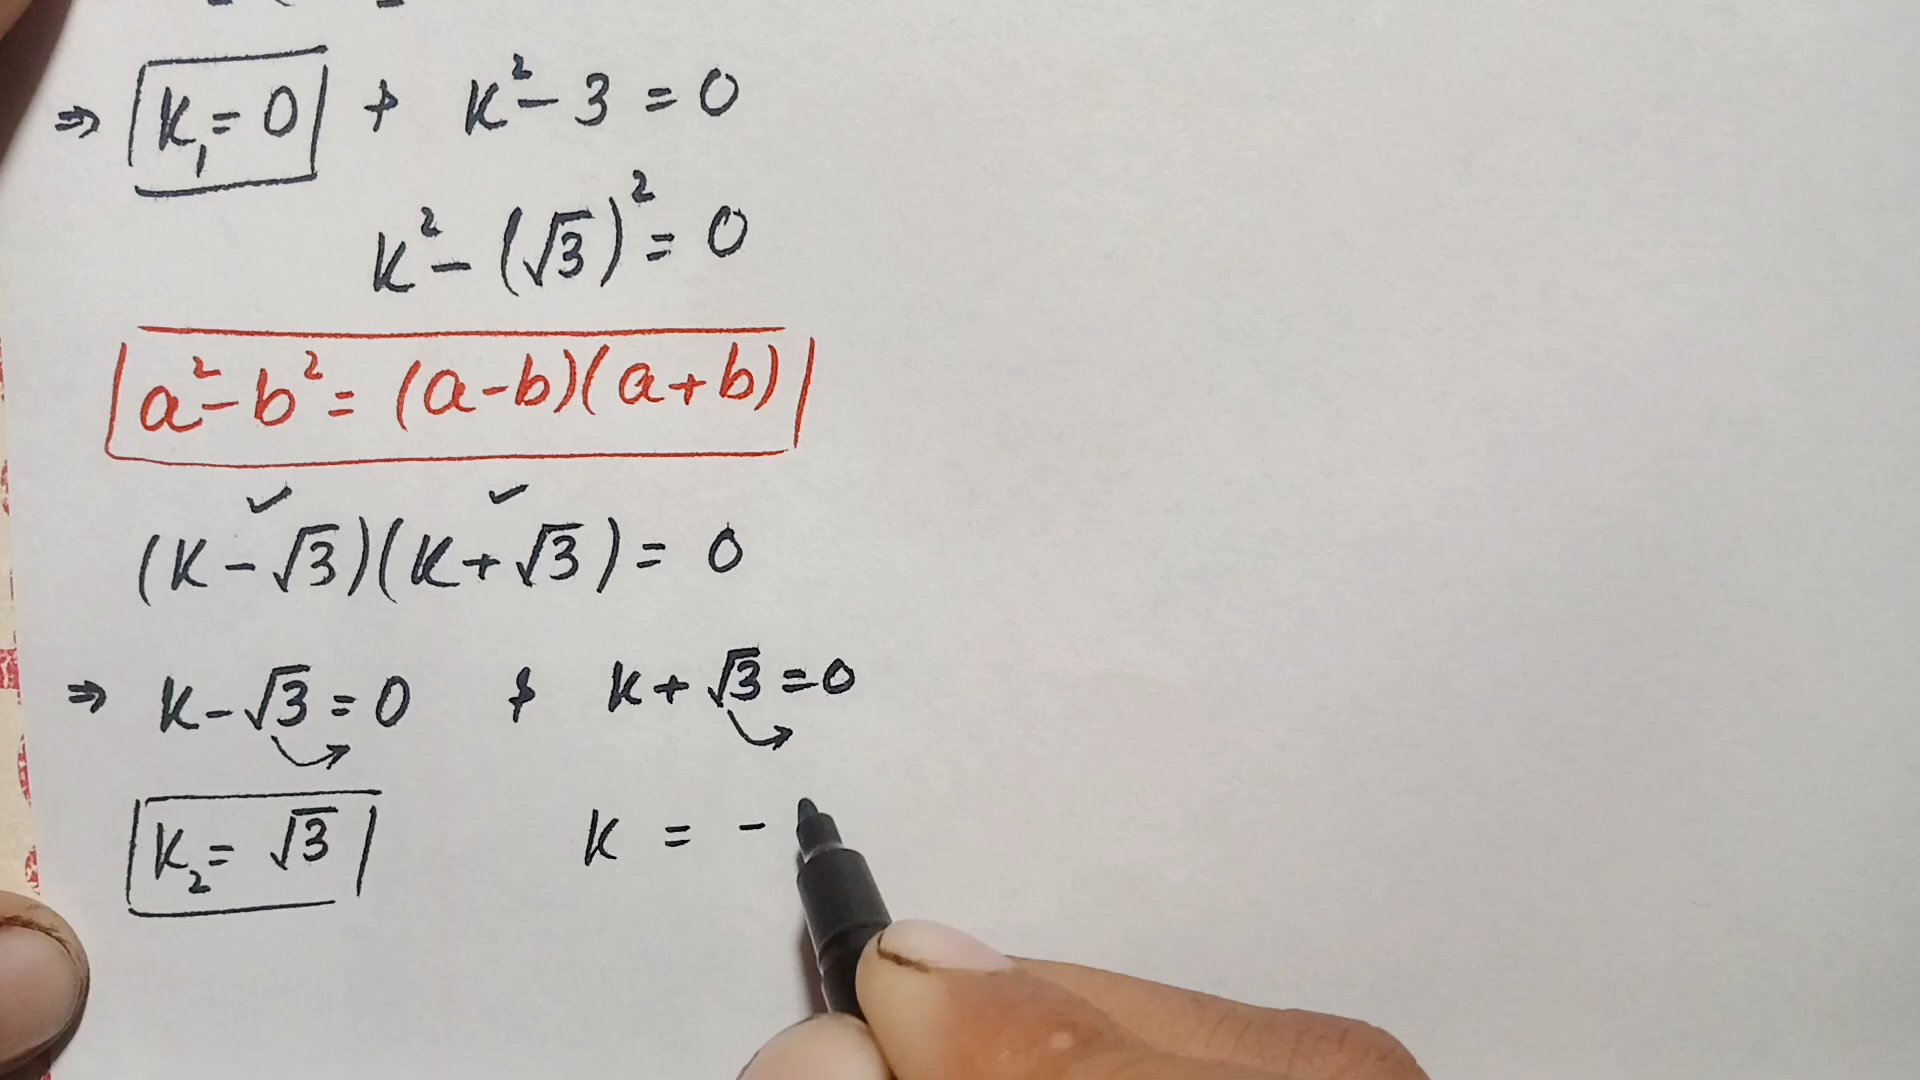 ⇒ K₁ = 0 & K² - 3 = 0
K² - (√3)² = 0
a² - b² = (a-b)(a+b)
✓ ✓
(K - √3)(K + √3) = 0
⇒ K - √3 = 0 & K + √3 = 0
K₂ = √3 K = -